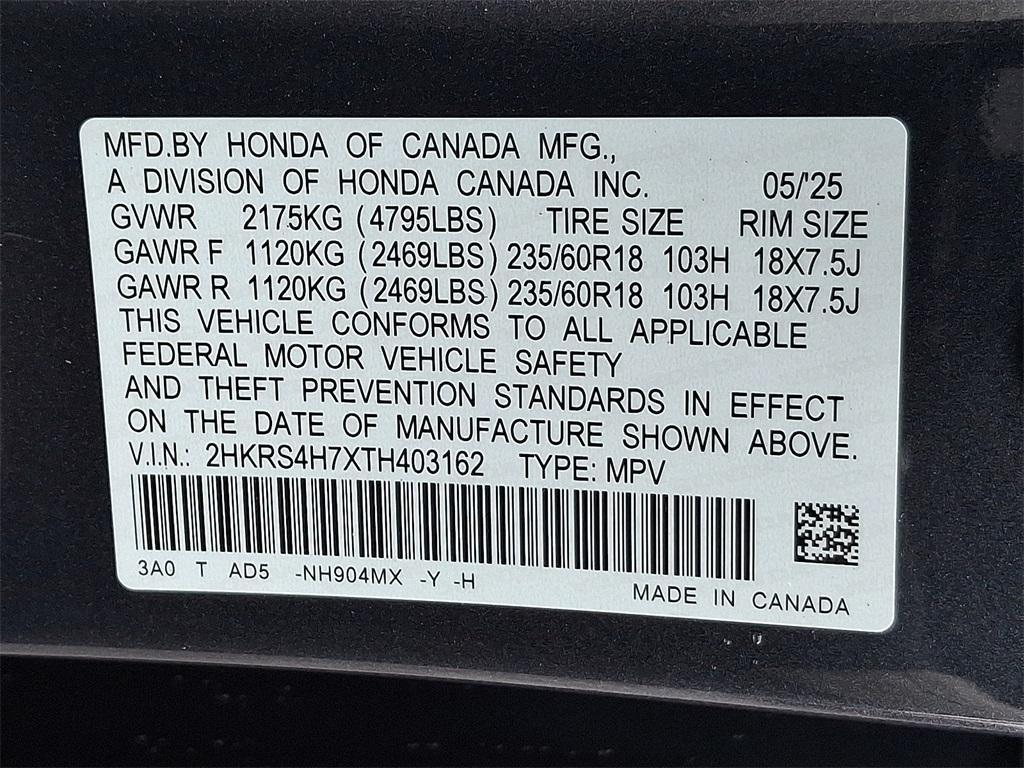 MFD.BY HONDA OF CANADA MFG.,
A DIVISION OF HONDA CANADA INC. 05/'25
GVWR 2175KG (4795LBS) TIRE SIZE RIM SIZE
GAWR F 1120KG (2469LBS) 235/60R18 103H 18X7.5J
GAWR R 1120KG (2469LBS) 235/60R18 103H 18X7.5J
THIS VEHICLE CONFORMS TO ALL APPLICABLE
FEDERAL MOTOR VEHICLE SAFETY
AND THEFT PREVENTION STANDARDS IN EFFECT
ON THE DATE OF MANUFACTURE SHOWN ABOVE.
V.I.N.: 2HKRS4H7XTH403162 TYPE: MPV
3A0 T AD5 -NH904MX -Y -H
MADE IN CANADA